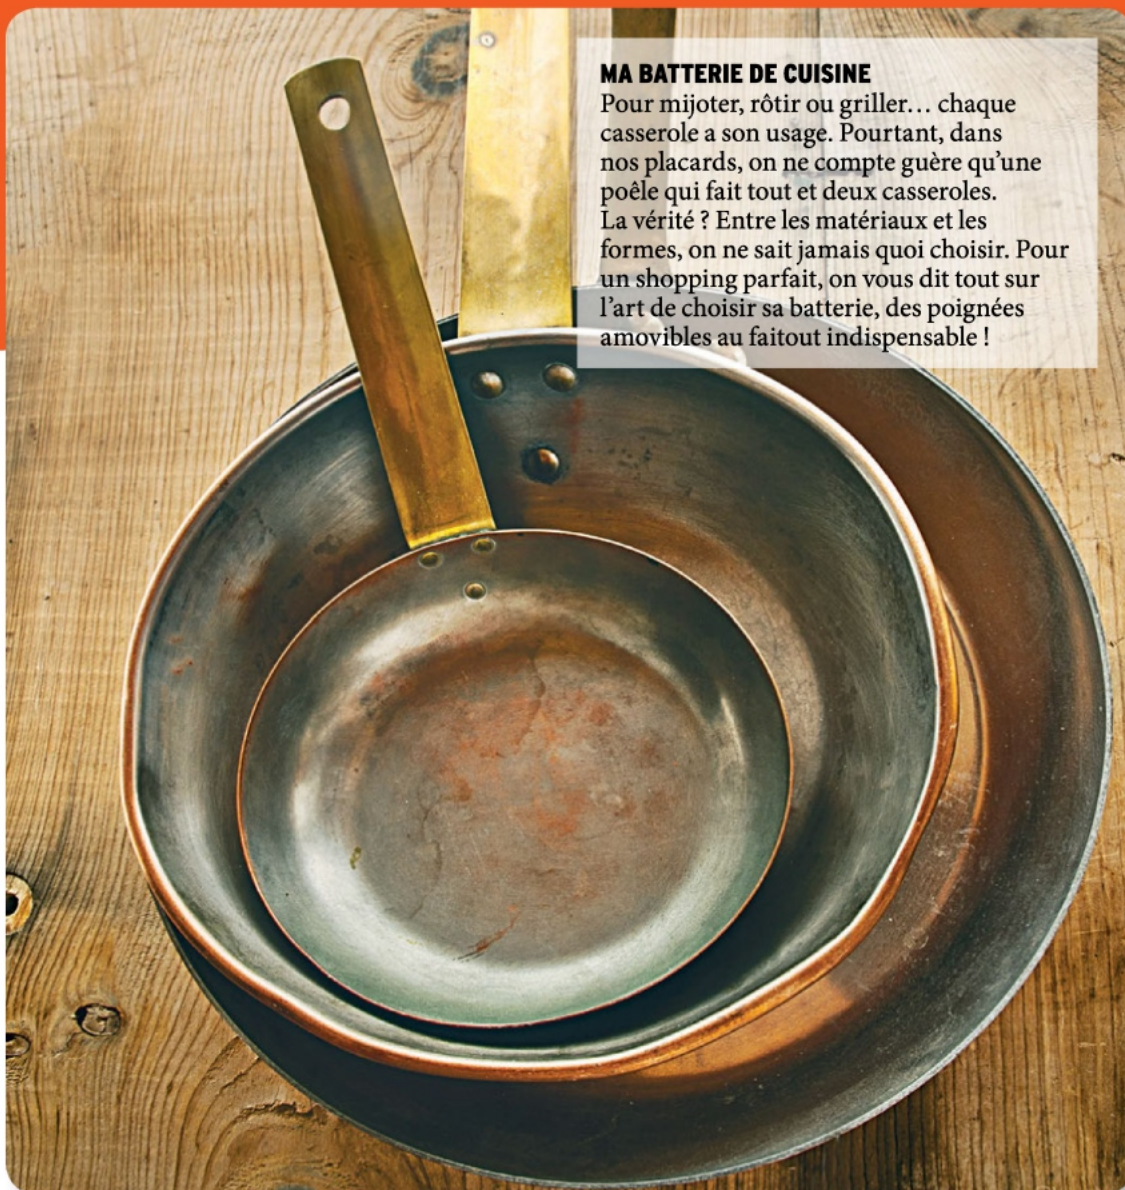 MA BATTERIE DE CUISINE
Pour mijoter, rôtir ou griller… chaque
casserole a son usage. Pourtant, dans
nos placards, on ne compte guère qu’une
poêle qui fait tout et deux casseroles.
La vérité ? Entre les matériaux et les
formes, on ne sait jamais quoi choisir. Pour
un shopping parfait, on vous dit tout sur
l’art de choisir sa batterie, des poignées
amovibles au faitout indispensable !